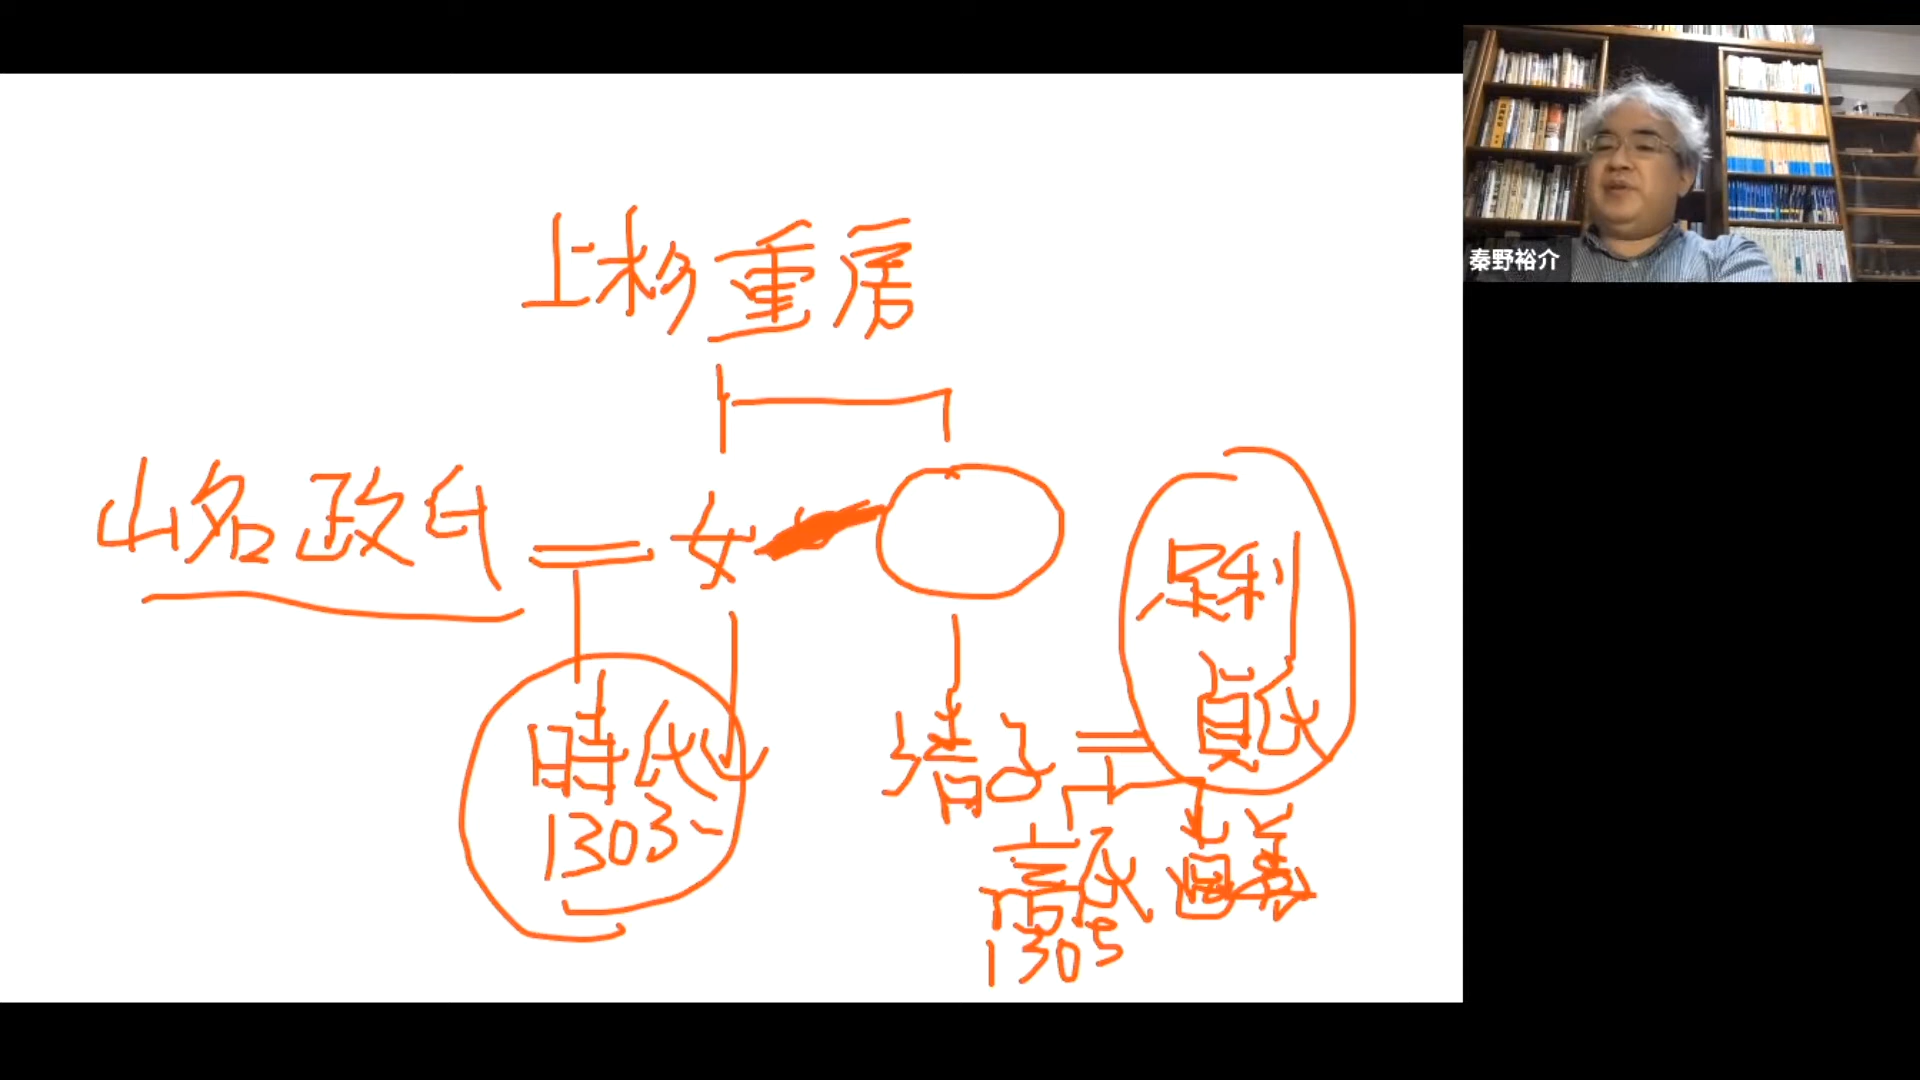 秦野裕介
上杉重房
山名政氏
女
足利
貞氏
時氏
1303~
清子
高氏
1305
直義